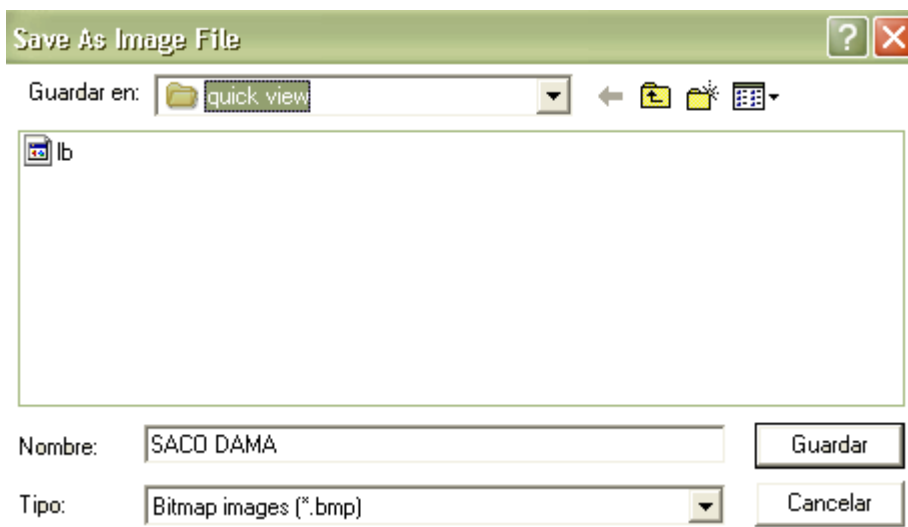 Save As Image File
Guardar en: quick view
lb
Nombre: SACO DAMA Guardar
Tipo: Bitmap images (*.bmp) Cancelar